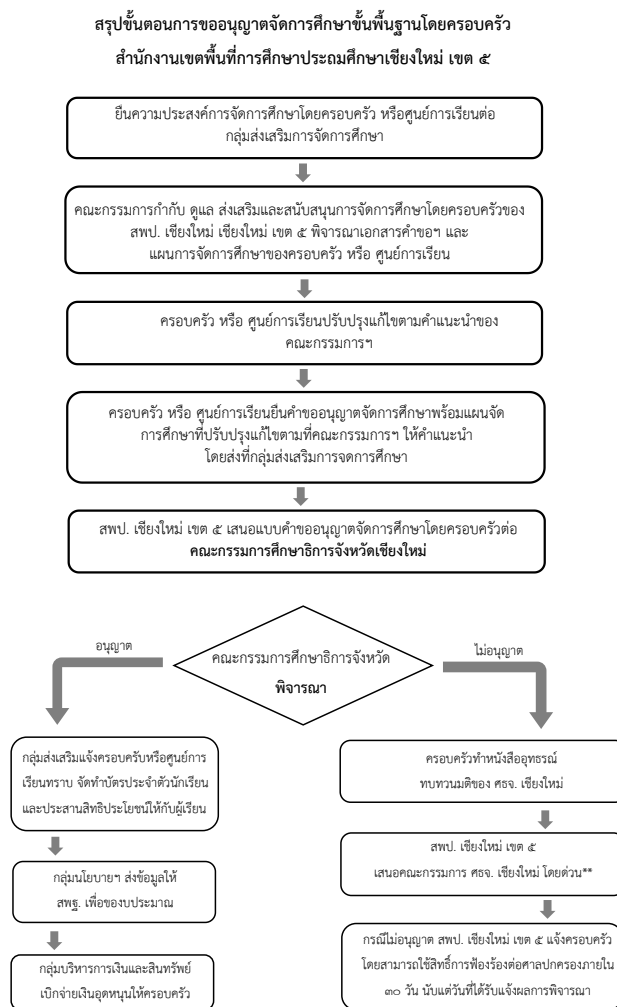 สรุปขั้นตอนการขออนุญาตจัดการศึกษาขั้นพื้นฐานโดยครอบครัว
สำนักงานเขตพื้นที่การศึกษาประถมศึกษาเชียงใหม่ เขต ๕
ยื่นความประสงค์การจัดการศึกษาโดยครอบครัว หรือศูนย์การเรียนต่อ
กลุ่มส่งเสริมการจัดการศึกษา
คณะกรรมการกำกับ ดูแล ส่งเสริมและสนับสนุนการจัดการศึกษาโดยครอบครัวของ
สพป. เชียงใหม่ เชียงใหม่ เขต ๕ พิจารณาเอกสารคำขอฯ และ
แผนการจัดการศึกษาของครอบครัว หรือ ศูนย์การเรียน
ครอบครัว หรือ ศูนย์การเรียนปรับปรุงแก้ไขตามคำแนะนำของ
คณะกรรมการฯ
ครอบครัว หรือ ศูนย์การเรียนยื่นคำขออนุญาตจัดการศึกษาพร้อมแผนจัด
การศึกษาที่ปรับปรุงแก้ไขตามที่คณะกรรมการฯ ให้คำแนะนำ
โดยส่งที่กลุ่มส่งเสริมการจดการศึกษา
สพป. เชียงใหม่ เขต ๕ เสนอแบบคำขออนุญาตจัดการศึกษาโดยครอบครัวต่อ
คณะกรรมการศึกษาธิการจังหวัดเชียงใหม่
คณะกรรมการศึกษาธิการจังหวัด
พิจารณา
อนุญาต
กลุ่มส่งเสริมแจ้งครอบครับหรือศูนย์การ
เรียนทราบ จัดทำบัตรประจำตัวนักเรียน
และประสานสิทธิประโยชน์ให้กับผู้เรียน
กลุ่มนโยบายฯ ส่งข้อมูลให้
สพฐ. เพื่อของบประมาณ
กลุ่มบริหารการเงินและสินทรัพย์
เบิกจ่ายเงินอุดหนุนให้ครอบครัว
ไม่อนุญาต
ครอบครัวทำหนังสืออุทธรณ์
ทบทวนมติของ ศธจ. เชียงใหม่
สพป. เชียงใหม่ เขต ๕
เสนอคณะกรรมการ ศธจ. เชียงใหม่ โดยด่วน**
กรณีไม่อนุญาต สพป. เชียงใหม่ เขต ๕ แจ้งครอบครัว
โดยสามารถใช้สิทธิ์การฟ้องร้องต่อศาลปกครองภายใน
๓๐ วัน นับแต่วันที่ได้รับแจ้งผลการพิจารณา